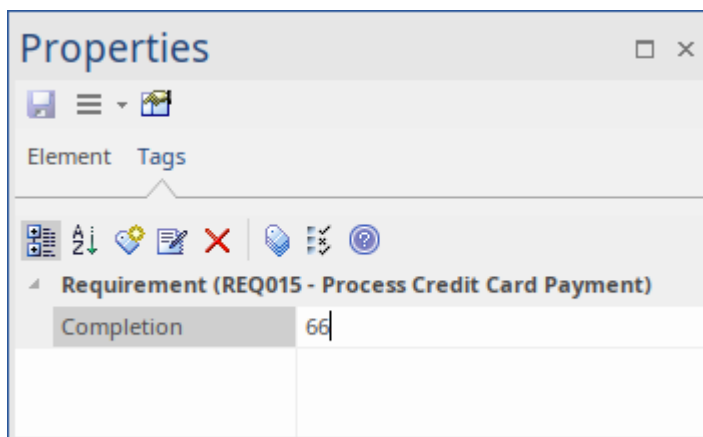 Properties
Element Tags
Requirement (REQ015 - Process Credit Card Payment)
Completion 66